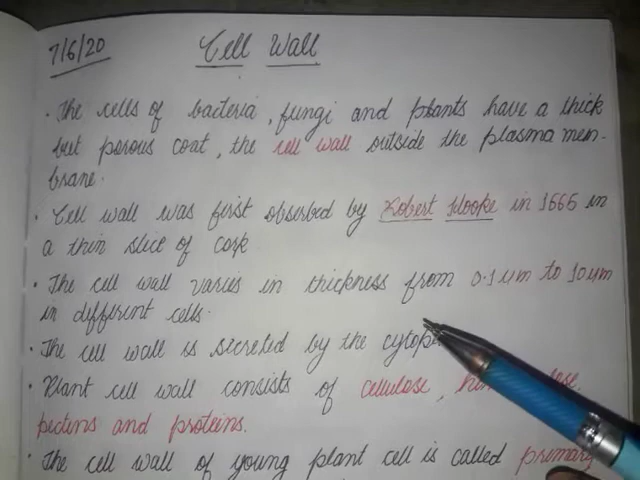 7/6/20
Cell Wall
· The cells of bacteria, fungi and plants have a thick
but porous coat, the cell wall outside the plasma mem-
brane.
· Cell wall was first observed by Robert Hooke in 1665 in
a thin slice of cork
· The cell wall varies in thickness from 0.1 um to 10 um
in different cells.
· The cell wall is secreted by the
· Plant cell wall consists of cellulose,
pectins and proteins.
· The cell wall of young plant cell is called primary